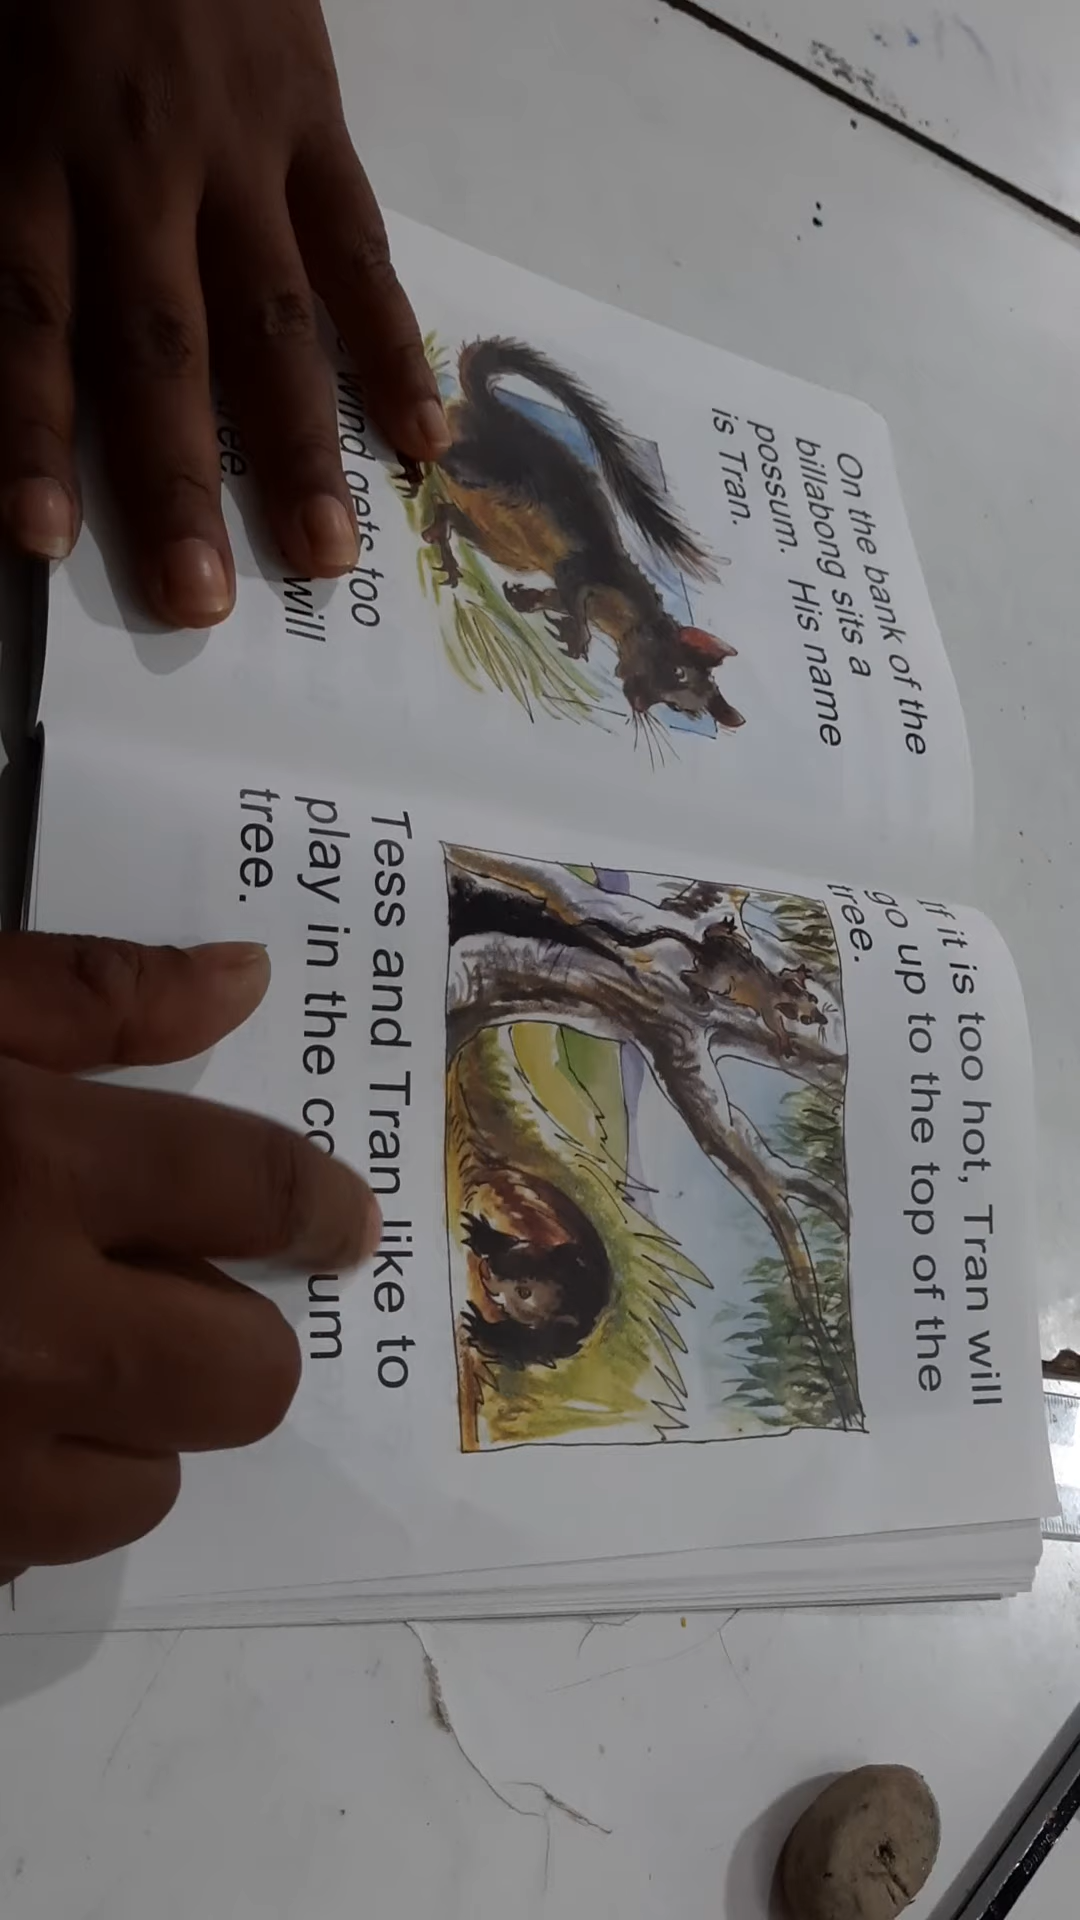 On the bank of the
billabong sits a
possum. His name
is Tran.
wind gets too
will
If it is too hot, Tran will
go up to the top of the
tree.
Tess and Tran like to
play in the
tree.